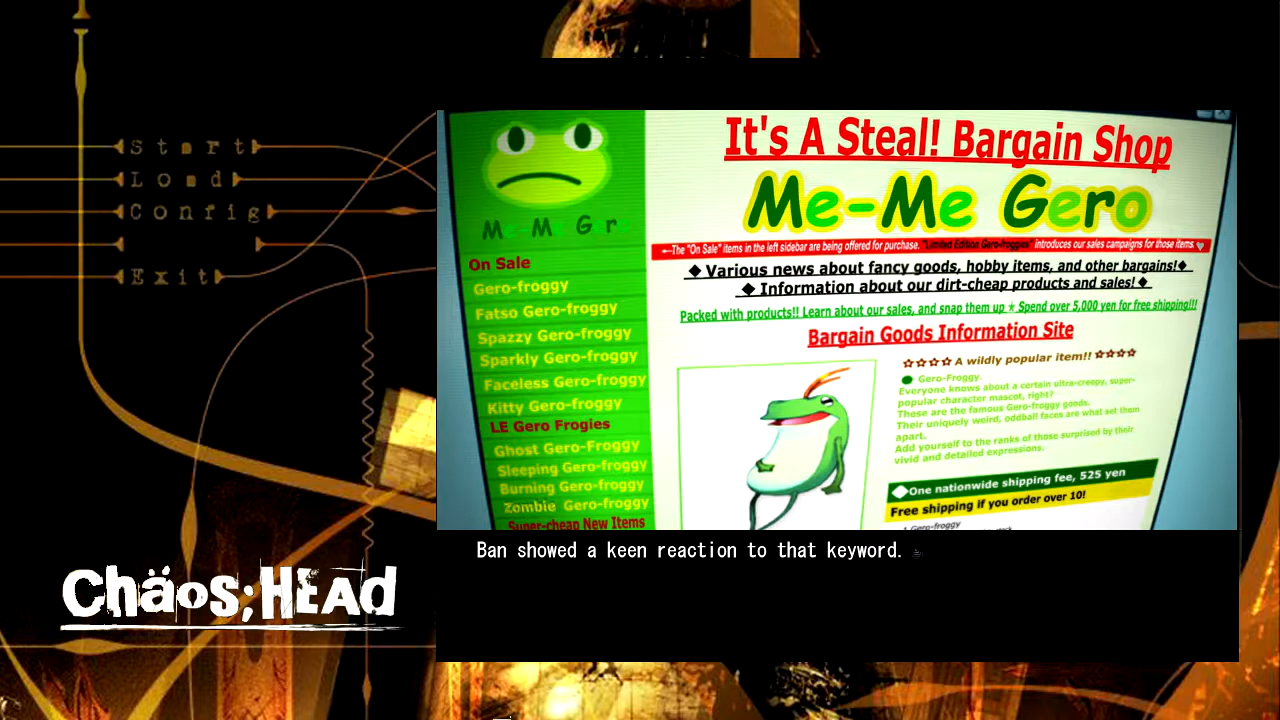 Start
Load
Config
Exit
Chäos;HEAd
It's A Steal! Bargain Shop
Me-Me Gero
Me-Me Gero
←The "On Sale" items in the left sidebar are being offered for purchase. "Limited Edition Gero-froggies" introduces our sales campaigns for those items.♥
◆ Various news about fancy goods, hobby items, and other bargains!◆
◆ Information about our dirt-cheap products and sales! ◆
Packed with products!! Learn about our sales, and snap them up ★ Spend over 5,000 yen for free shipping!!!
Bargain Goods Information Site
On Sale
Gero-froggy
Fatso Gero-froggy
Spazzy Gero-froggy
Sparkly Gero-froggy
Faceless Gero-froggy
Kitty Gero-froggy
LE Gero Frogies
Ghost Gero-Froggy
Sleeping Gero-froggy
Burning Gero-froggy
Zombie Gero-froggy
Super-cheap New Items
☆☆☆☆ A wildly popular item!! ☆☆☆☆
● Gero-Froggy.
Everyone knows about a certain ultra-creepy, super-
popular character mascot, right?
These are the famous Gero-froggy goods.
Their uniquely weird, oddball faces are what set them
apart.
Add yourself to the ranks of those surprised by their
vivid and detailed expressions.
◆One nationwide shipping fee, 525 yen
Free shipping if you order over 10!
Gero-froggy
Ban showed a keen reaction to that keyword.